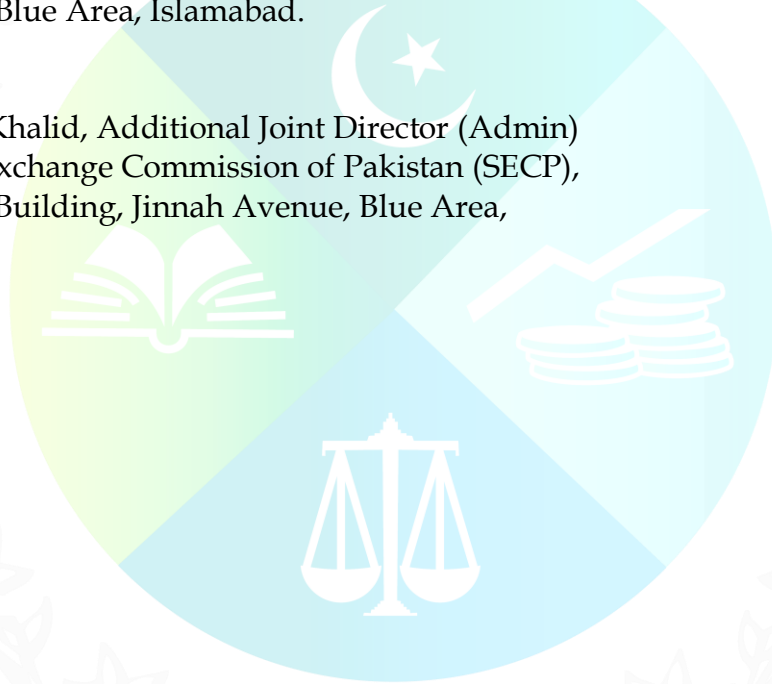 Blue Area, Islamabad.
Khalid, Additional Joint Director (Admin)
xchange Commission of Pakistan (SECP),
Building, Jinnah Avenue, Blue Area,